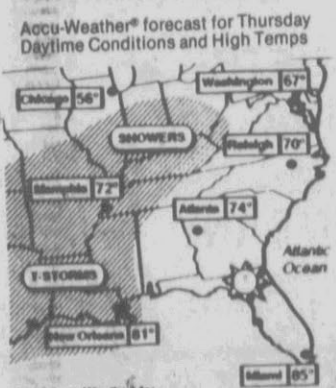 Accu-Weather® forecast for Thursday
Daytime Conditions and High Temps
Washington 67°
Chicago 56°
SHOWERS
Raleigh 70°
Memphis 72°
Atlanta 74°
Atlantic
Ocean
T-STORMS
New Orleans 81°
Miami 85°